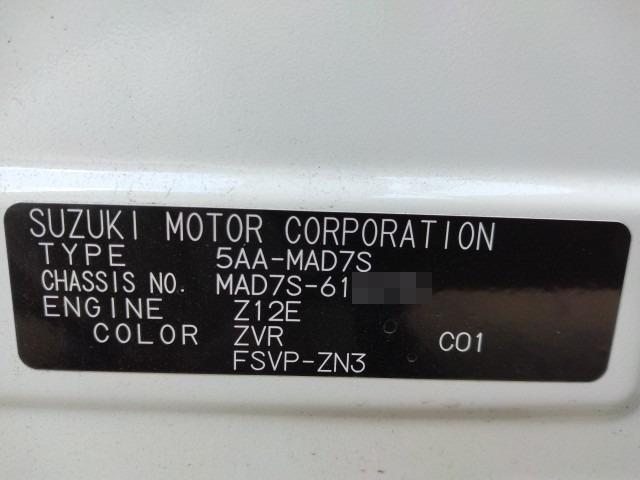 SUZUKI MOTOR CORPORATION
TYPE 5AA-MAD7S
CHASSIS NO. MAD7S-61
ENGINE Z12E
COLOR ZVR C01
FSVP-ZN3